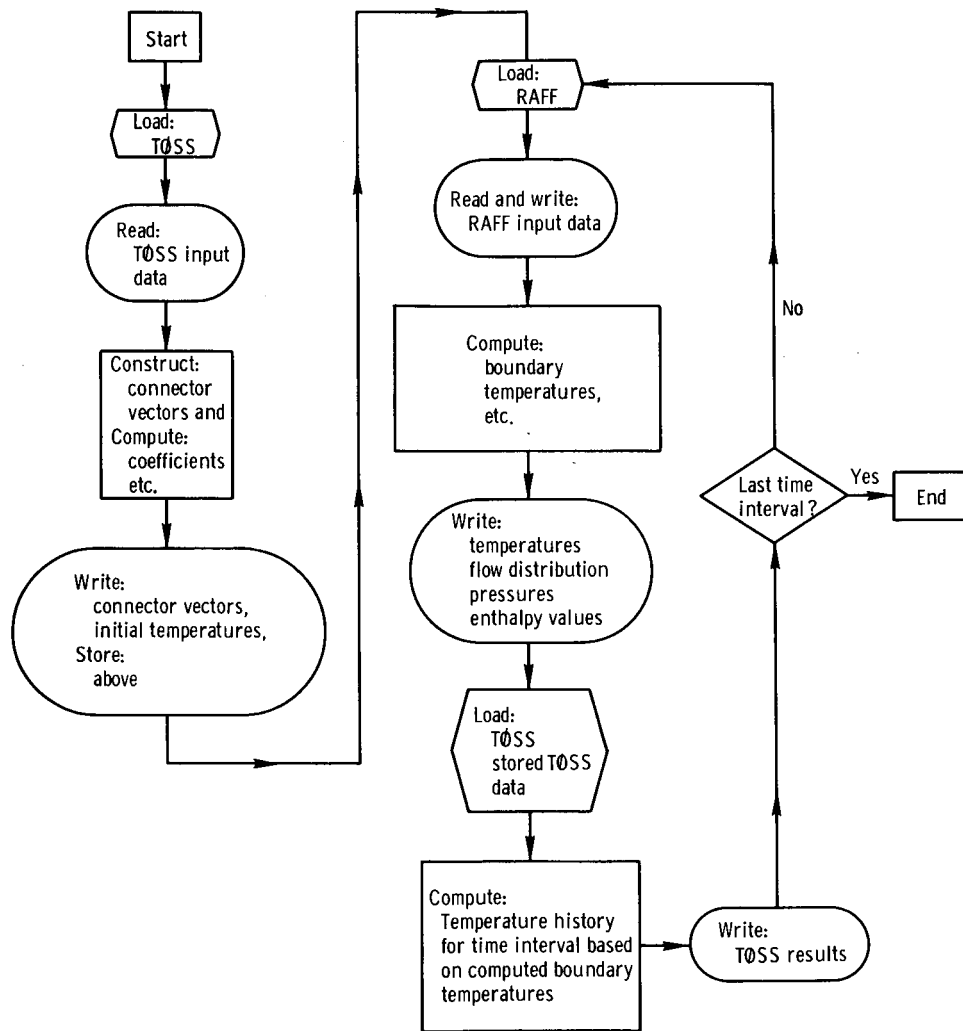 Start
Load:
TØSS
Read:
TØSS input
data
Construct:
connector
vectors and
Compute:
coefficients
etc.
Write:
connector vectors,
initial temperatures,
Store:
above
Load:
RAFF
Read and write:
RAFF input data
Compute:
boundary
temperatures,
etc.
Write:
temperatures
flow distribution
pressures
enthalpy values
Load:
TØSS
stored TØSS
data
Compute:
Temperature history
for time interval based
on computed boundary
temperatures
Write:
TØSS results
Last time
interval?
No
Yes
End